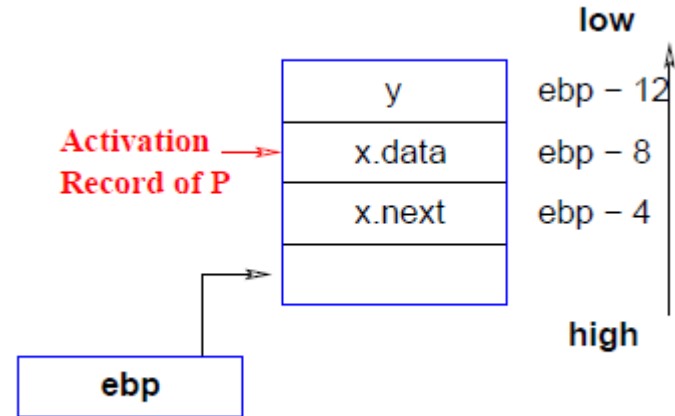 low
y
ebp − 12
Activation
Record of P
x.data
ebp − 8
x.next
ebp − 4
high
ebp